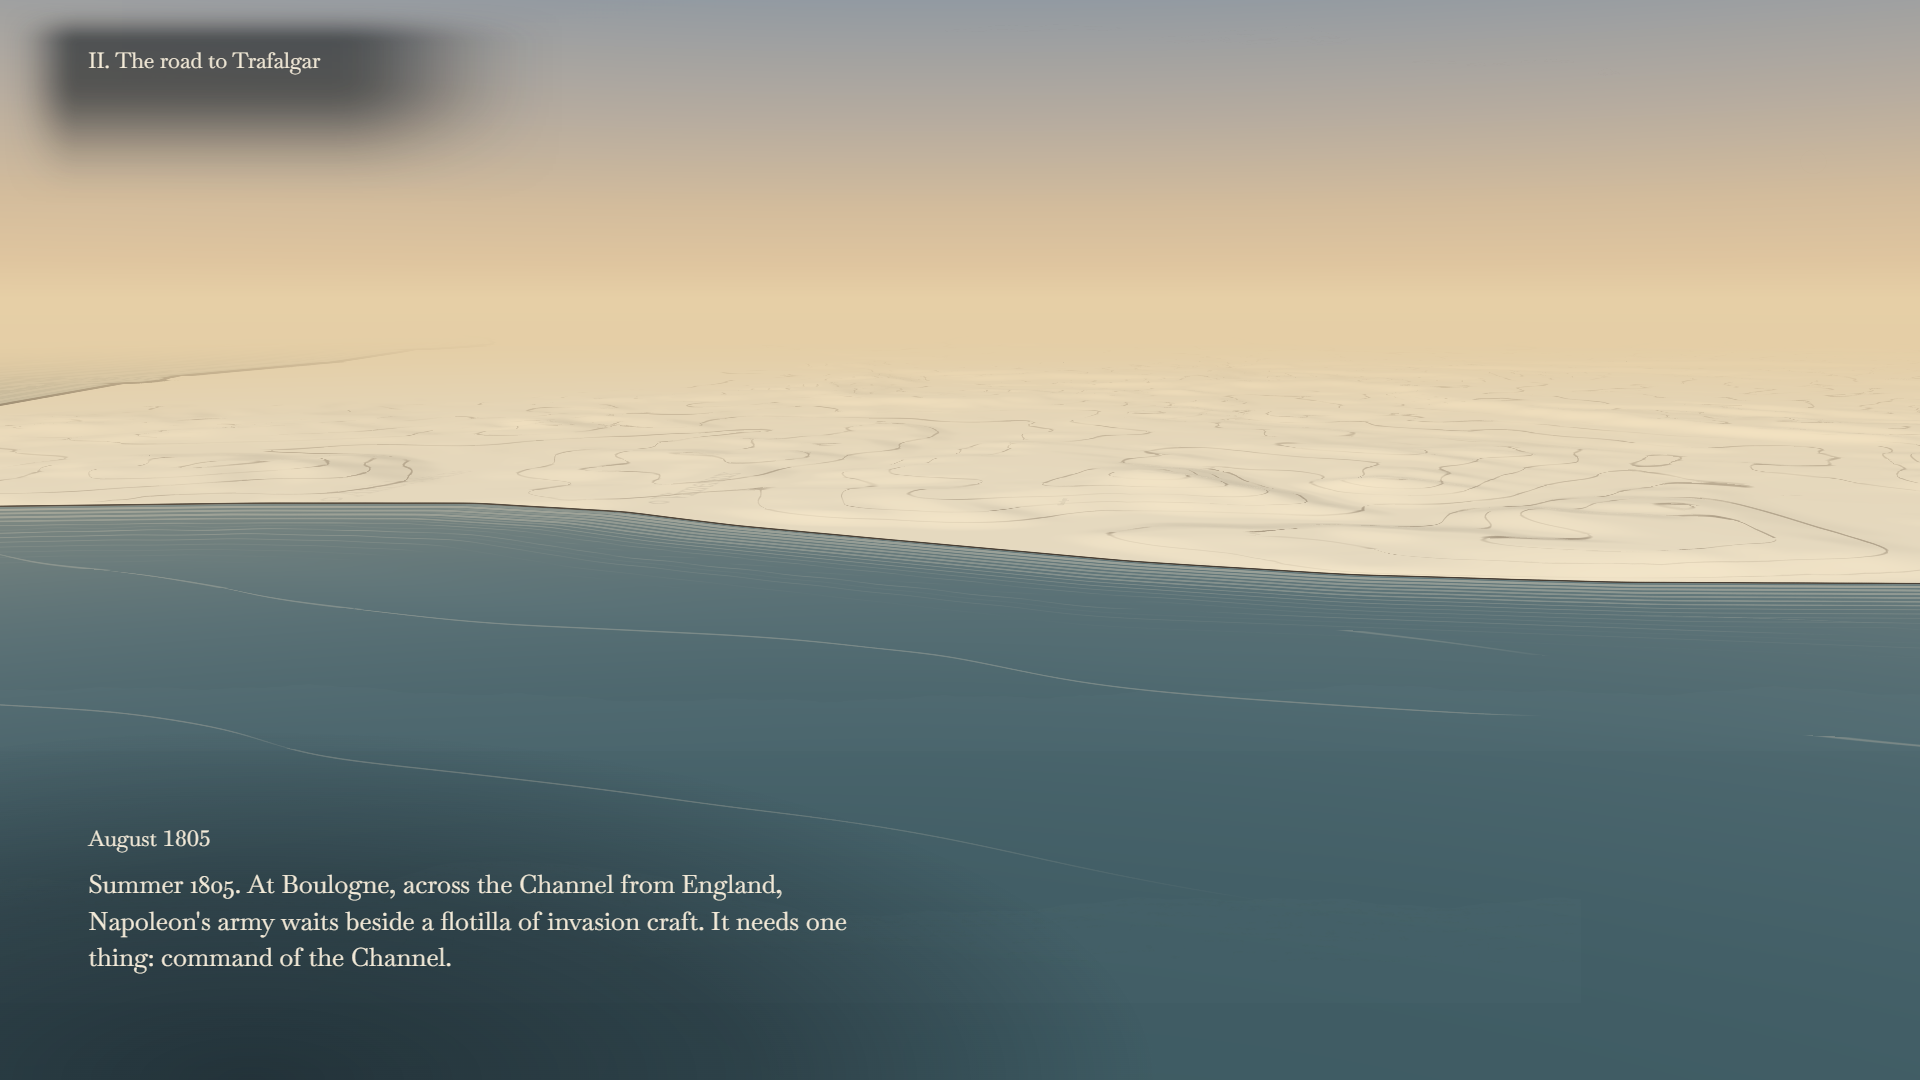 II. The road to Trafalgar
August 1805
Summer 1805. At Boulogne, across the Channel from England,
Napoleon's army waits beside a flotilla of invasion craft. It needs one
thing: command of the Channel.